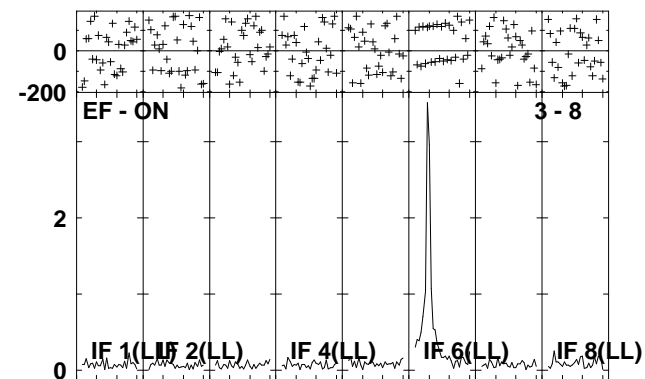 0
-200
EF - ON 3 - 8
2
IF 1(LL) IF 2(LL) IF 4(LL) IF 6(LL) IF 8(LL)
0